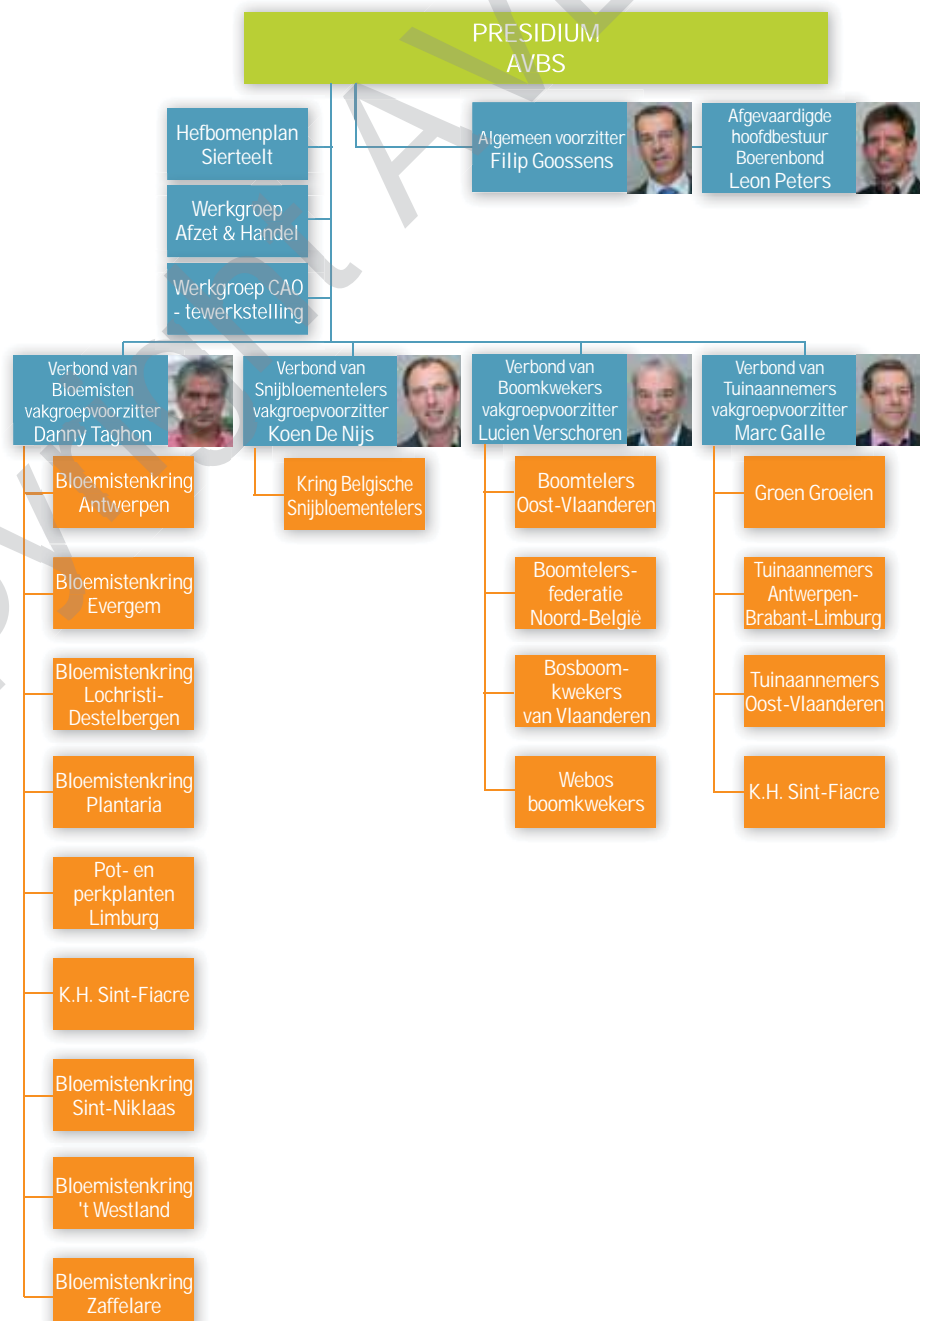 PRESIDIUM
AVBS
Hefbomenplan
Sierteelt
Algemeen voorzitter
Filip Goossens
Afgevaardigde
hoofdbestuur
Boerenbond
Leon Peters
Werkgroep
Afzet & Handel
Werkgroep CAO
- tewerkstelling
Verbond van
Bloemisten
vakgroepvoorzitter
Danny Taghon
Verbond van
Snijbloementelers
vakgroepvoorzitter
Koen De Nijs
Verbond van
Boomkwekers
vakgroepvoorzitter
Lucien Verschoren
Verbond van
Tuinaannemers
vakgroepvoorzitter
Marc Galle
Bloemistenkring
Antwerpen
Bloemistenkring
Evergem
Bloemistenkring
Lochristi-
Destelbergen
Bloemistenkring
Plantaria
Pot- en
perkplanten
Limburg
K.H. Sint-Fiacre
Bloemistenkring
Sint-Niklaas
Bloemistenkring
't Westland
Bloemistenkring
Zaffelare
Kring Belgische
Snijbloementelers
Boomtelers
Oost-Vlaanderen
Boomtelers-
federatie
Noord-België
Bosboom-
kwekers
van Vlaanderen
Webos
boomkwekers
Groen Groeien
Tuinaannemers
Antwerpen-
Brabant-Limburg
Tuinaannemers
Oost-Vlaanderen
K.H. Sint-Fiacre